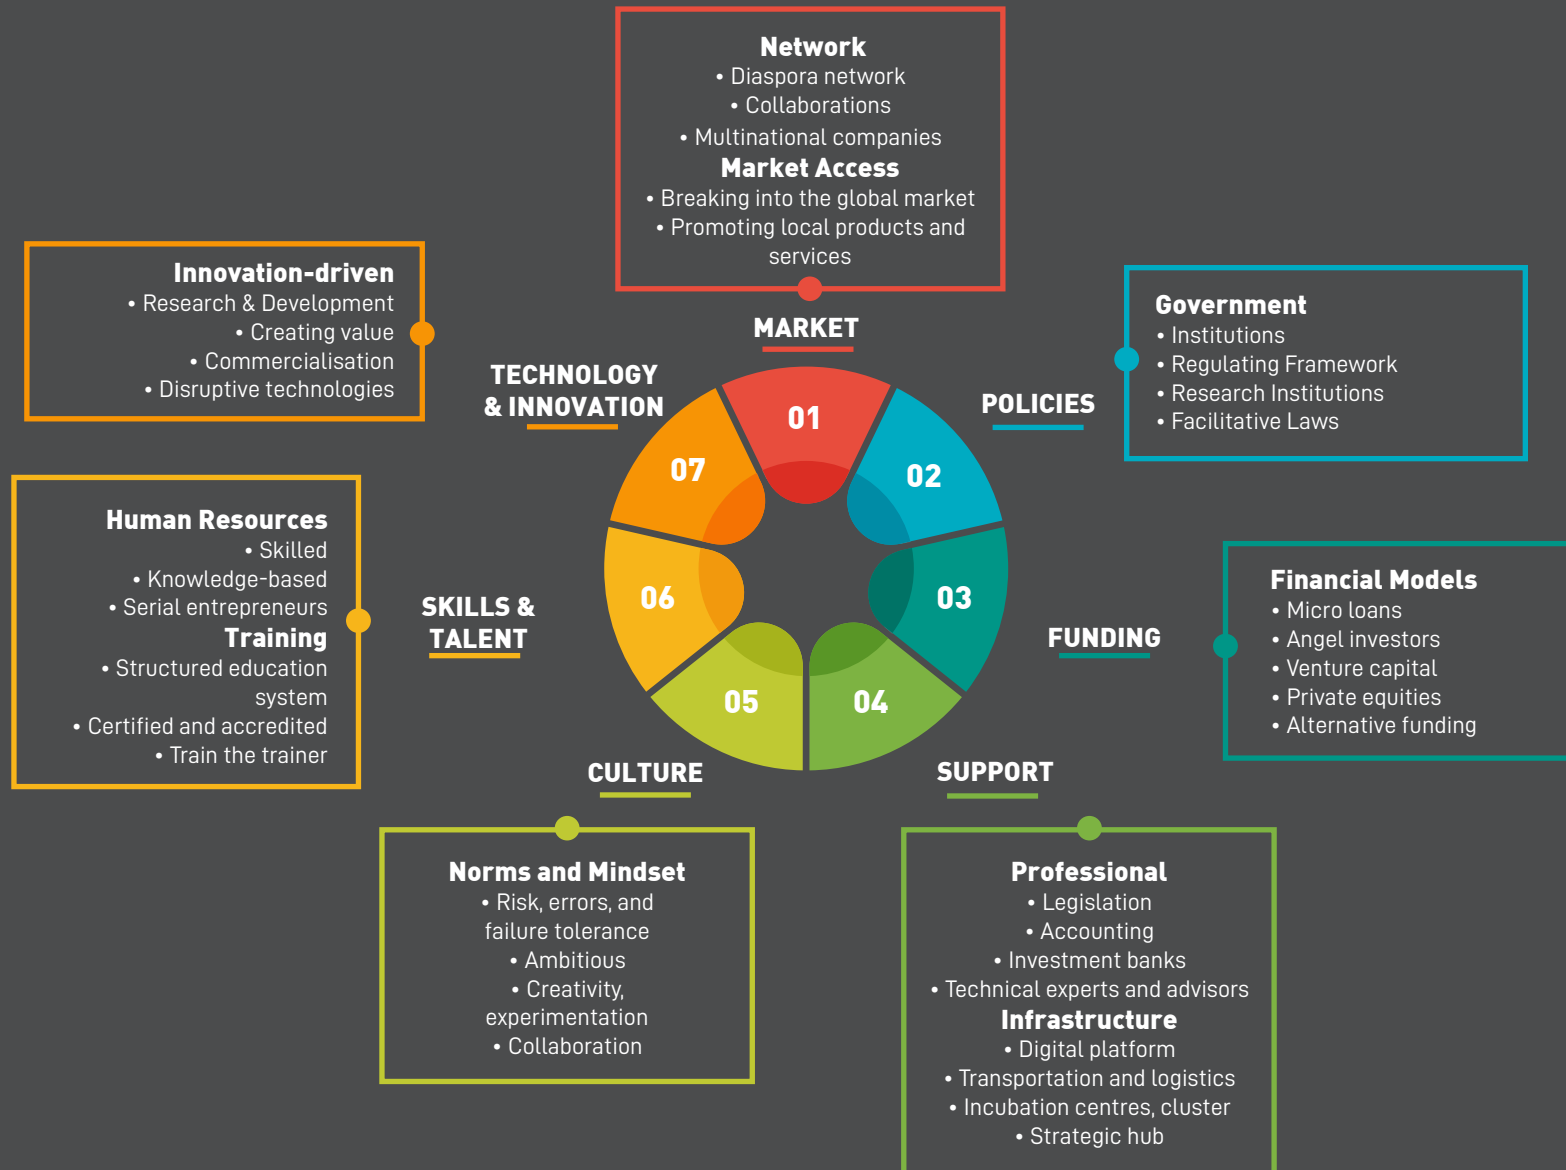 Network
• Diaspora network
• Collaborations
• Multinational companies
Market Access
• Breaking into the global market
• Promoting local products and
services
MARKET
01
Government
• Institutions
• Regulating Framework
• Research Institutions
• Facilitative Laws
POLICIES
02
Financial Models
• Micro loans
• Angel investors
• Venture capital
• Private equities
• Alternative funding
FUNDING
03
SUPPORT
04
Professional
• Legislation
• Accounting
• Investment banks
• Technical experts and advisors
Infrastructure
• Digital platform
• Transportation and logistics
• Incubation centres, cluster
• Strategic hub
CULTURE
05
Norms and Mindset
• Risk, errors, and
failure tolerance
• Ambitious
• Creativity,
experimentation
• Collaboration
SKILLS &
TALENT
06
Human Resources
• Skilled
• Knowledge-based
• Serial entrepreneurs
Training
• Structured education
system
• Certified and accredited
• Train the trainer
TECHNOLOGY
& INNOVATION
07
Innovation-driven
• Research & Development
• Creating value
• Commercialisation
• Disruptive technologies